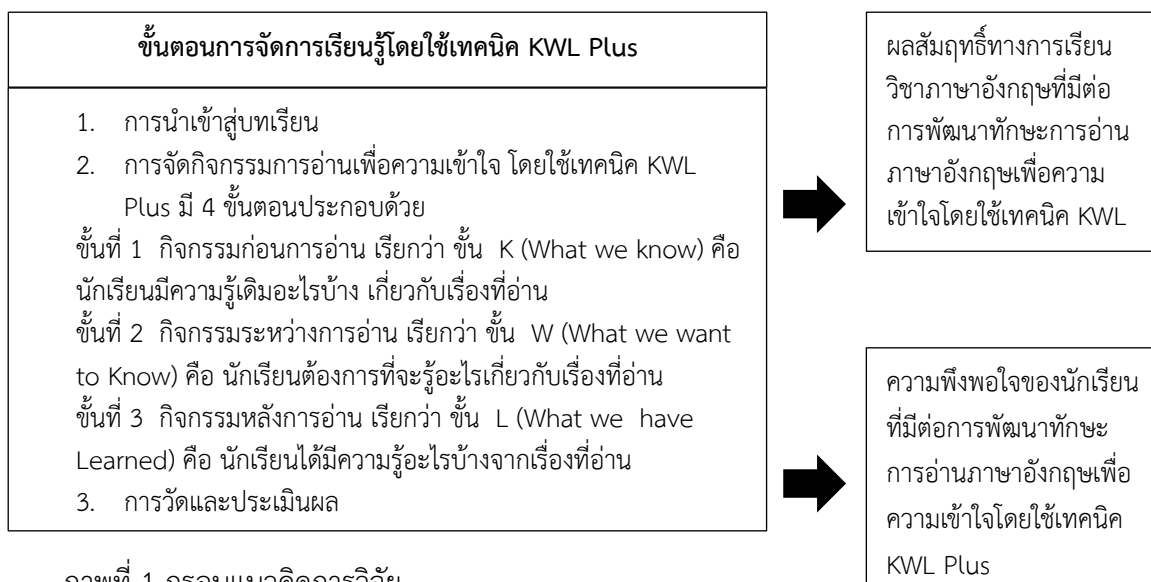 ขั้นตอนการจัดการเรียนรู้โดยใช้เทคนิค KWL Plus
1. การนำเข้าสู่บทเรียน
2. การจัดกิจกรรมการอ่านเพื่อความเข้าใจ โดยใช้เทคนิค KWL
Plus มี 4 ขั้นตอนประกอบด้วย
ขั้นที่ 1 กิจกรรมก่อนการอ่าน เรียกว่า ขั้น K (What we know) คือ
นักเรียนมีความรู้เดิมอะไรบ้าง เกี่ยวกับเรื่องที่อ่าน
ขั้นที่ 2 กิจกรรมระหว่างการอ่าน เรียกว่า ขั้น W (What we want
to Know) คือ นักเรียนต้องการที่จะรู้อะไรเกี่ยวกับเรื่องที่อ่าน
ขั้นที่ 3 กิจกรรมหลังการอ่าน เรียกว่า ขั้น L (What we have
Learned) คือ นักเรียนได้มีความรู้อะไรบ้างจากเรื่องที่อ่าน
3. การวัดและประเมินผล
ผลสัมฤทธิ์ทางการเรียน
วิชาภาษาอังกฤษที่มีต่อ
การพัฒนาทักษะการอ่าน
ภาษาอังกฤษเพื่อความ
เข้าใจโดยใช้เทคนิค KWL
ความพึงพอใจของนักเรียน
ที่มีต่อการพัฒนาทักษะ
การอ่านภาษาอังกฤษเพื่อ
ความเข้าใจโดยใช้เทคนิค
KWL Plus
ภาพที่ 1 กรอบแนวคิดการวิจัย